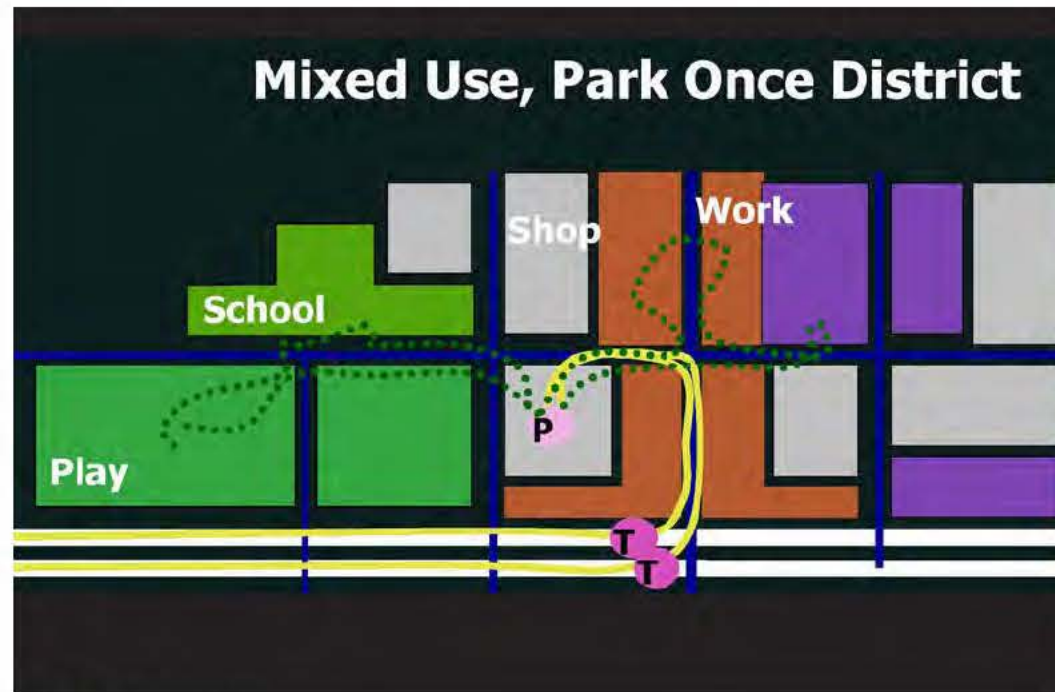 Mixed Use, Park Once District
Work
Shop
School
P
Play
T
T